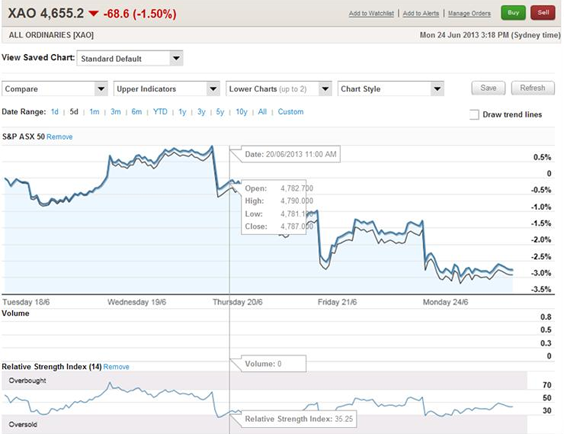 XAO 4,655.2 -68.6 (-1.50%) Add to Watchlist | Add to Alerts | Manage Orders Buy Sell
ALL ORDINARIES [XAO] Mon 24 Jun 2013 3:18 PM (Sydney time)
View Saved Chart: Standard Default
Compare Upper Indicators Lower Charts (up to 2) Chart Style Save Refresh
Date Range: 1d | 5d | 1m | 3m | 6m | YTD | 1y | 3y | 5y | 10y | All | Custom Draw trend lines
S&P ASX 50 Remove
Date: 20/06/2013 11:00 AM
0.5%
0
-0.5%
Open: 4,782.700
High: 4,790.000
Low: 4,781.100
Close: 4,787.000
-1.0%
-1.5%
-2.0%
-2.5%
-3.0%
-3.5%
Tuesday 18/6 Wednesday 19/6 Thursday 20/6 Friday 21/6 Monday 24/6
Volume
0.8
0.5
0.3
0
Volume: 0
Relative Strength Index (14) Remove
Overbought
70
50
30
Relative Strength Index: 35.25
Oversold